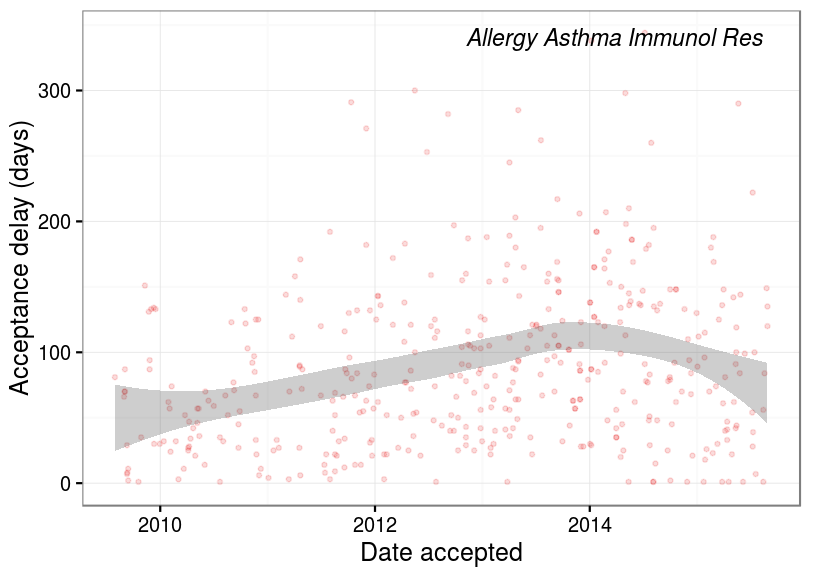 Allergy Asthma Immunol Res
Acceptance delay (days)
300
200
100
0
2010
2012
2014
Date accepted